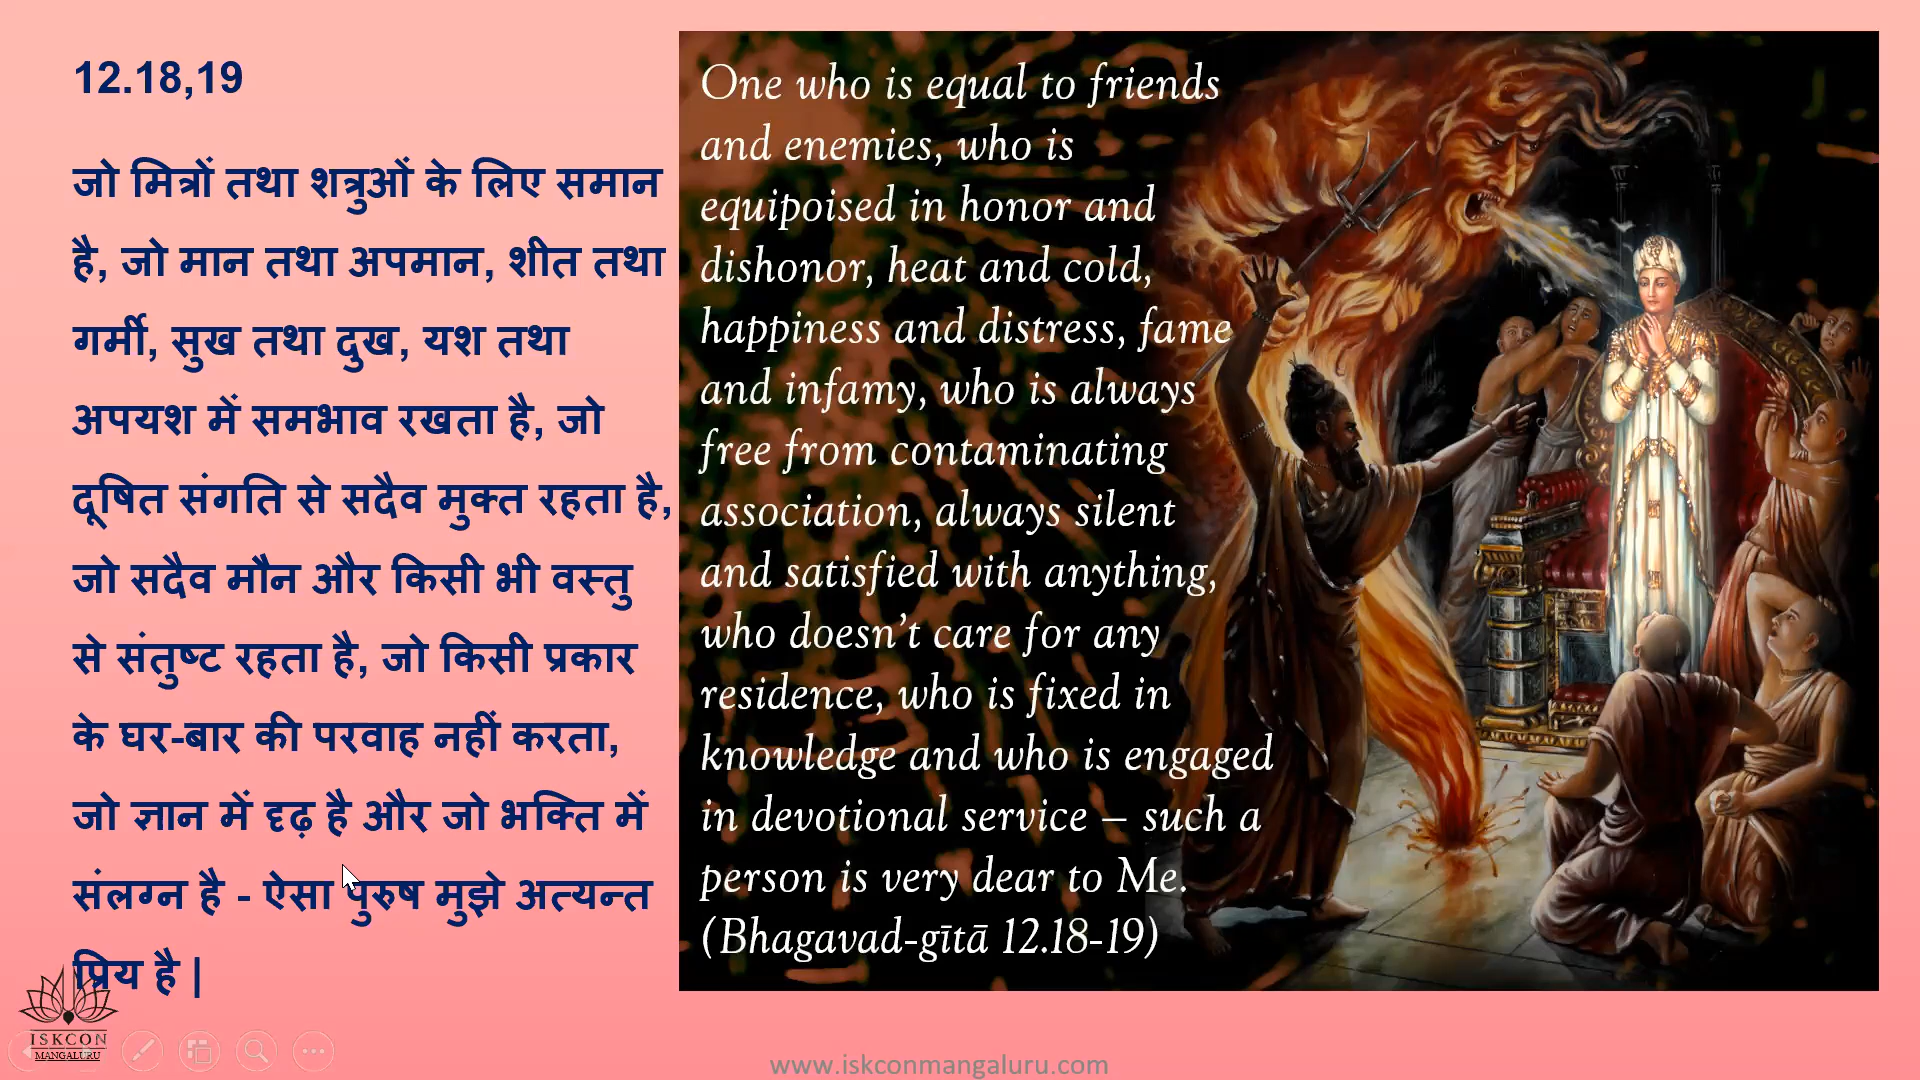 12.18,19
जो मित्रों तथा शत्रुओं के लिए समान
है, जो मान तथा अपमान, शीत तथा
गर्मी, सुख तथा दुख, यश तथा
अपयश में समभाव रखता है, जो
दूषित संगति से सदैव मुक्त रहता है,
जो सदैव मौन और किसी भी वस्तु
से संतुष्ट रहता है, जो किसी प्रकार
के घर-बार की परवाह नहीं करता,
जो ज्ञान में दृढ़ है और जो भक्ति में
संलग्न है - ऐसा पुरुष मुझे अत्यन्त
प्रिय है |
One who is equal to friends
and enemies, who is
equipoised in honor and
dishonor, heat and cold,
happiness and distress, fame
and infamy, who is always
free from contaminating
association, always silent
and satisfied with anything,
who doesn’t care for any
residence, who is fixed in
knowledge and who is engaged
in devotional service – such a
person is very dear to Me.
(Bhagavad-gītā 12.18-19)
ISKCON
MANGALURU
www.iskconmangaluru.com